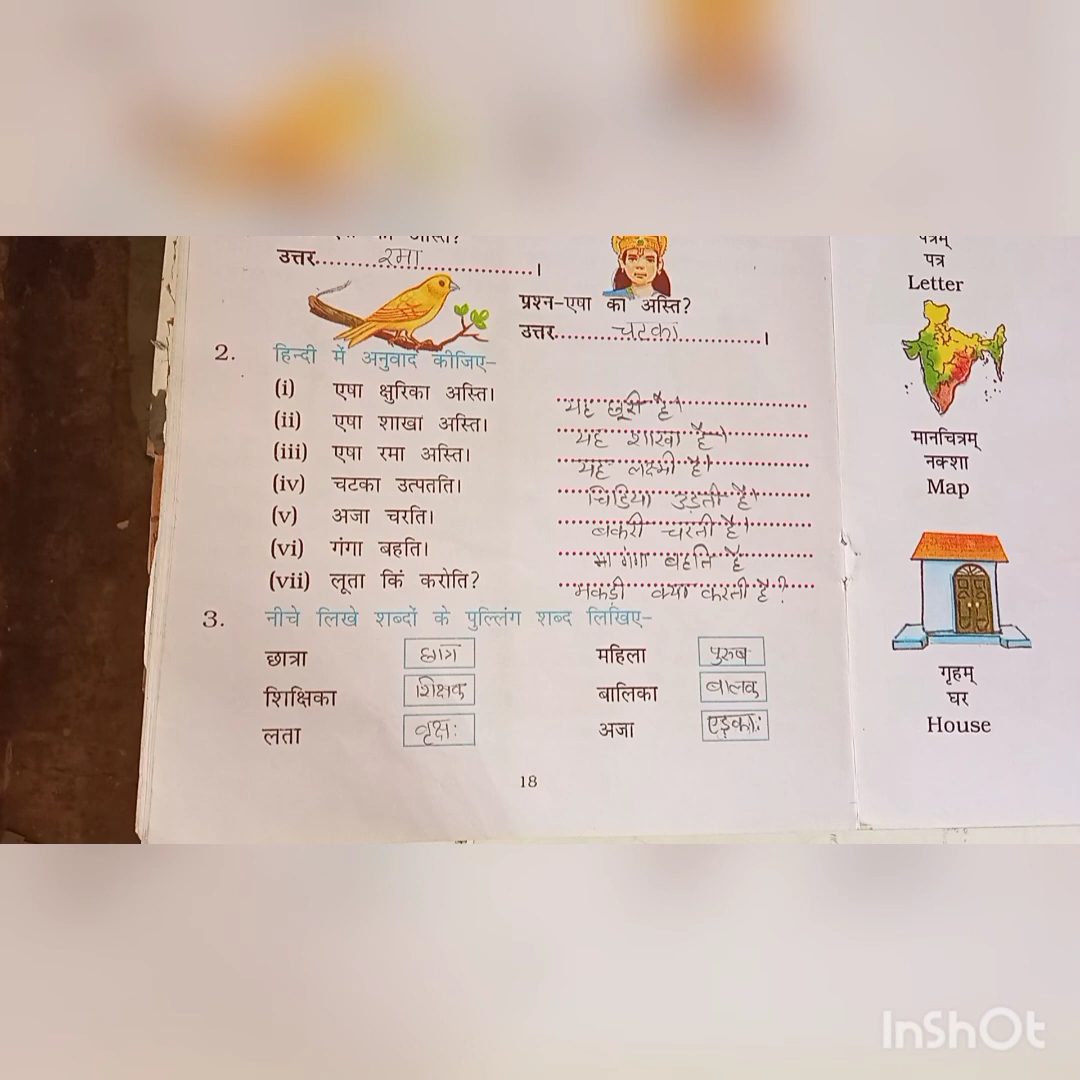 उत्तर रमा ।
प्रश्न–एषा का अस्ति?
उत्तर चटका ।
2. हिन्दी में अनुवाद कीजिए–
(i) एषा क्षुरिका अस्ति। यह छूरी है।
(ii) एषा शाखा अस्ति। यह शाखा है।
(iii) एषा रमा अस्ति। यह लक्ष्मी है।
(iv) चटका उत्पतति। चिडिया उड़ती है।
(v) अजा चरति। बकरी चरती है।
(vi) गंगा बहति। मा गंगा बहति है
(vii) लूता किं करोति? मकडी क्या करती है?
3. नीचे लिखे शब्दों के पुल्लिंग शब्द लिखिए–
छात्रा छात्र महिला पुरुष
शिक्षिका शिक्षक बालिका बालक
लता वृक्षः अजा एड़काः
18
पत्रम्
पत्र
Letter
मानचित्रम्
नक्शा
Map
गृहम्
घर
House
InShOt